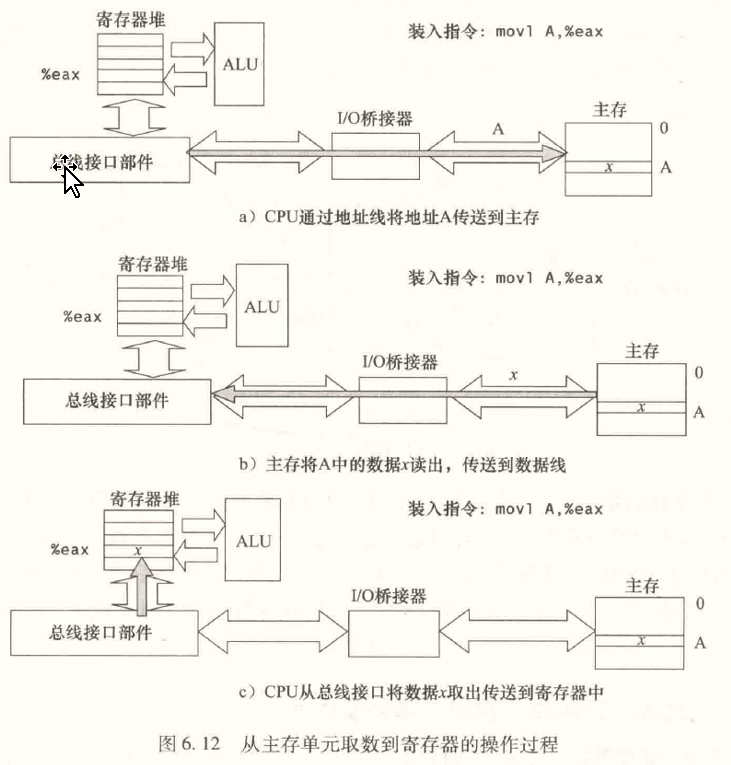 寄存器堆
装入指令: movl A,%eax
%eax
ALU
I/O桥接器
主存
A
0
总线接口部件
x
A
a）CPU通过地址线将地址A传送到主存
寄存器堆
装入指令: movl A,%eax
%eax
ALU
I/O桥接器
主存
x
0
总线接口部件
x
A
b）主存将A中的数据x读出，传送到数据线
寄存器堆
装入指令: movl A,%eax
%eax
x
ALU
I/O桥接器
主存
0
总线接口部件
x
A
c）CPU从总线接口将数据x取出传送到寄存器中
图 6.12 从主存单元取数到寄存器的操作过程